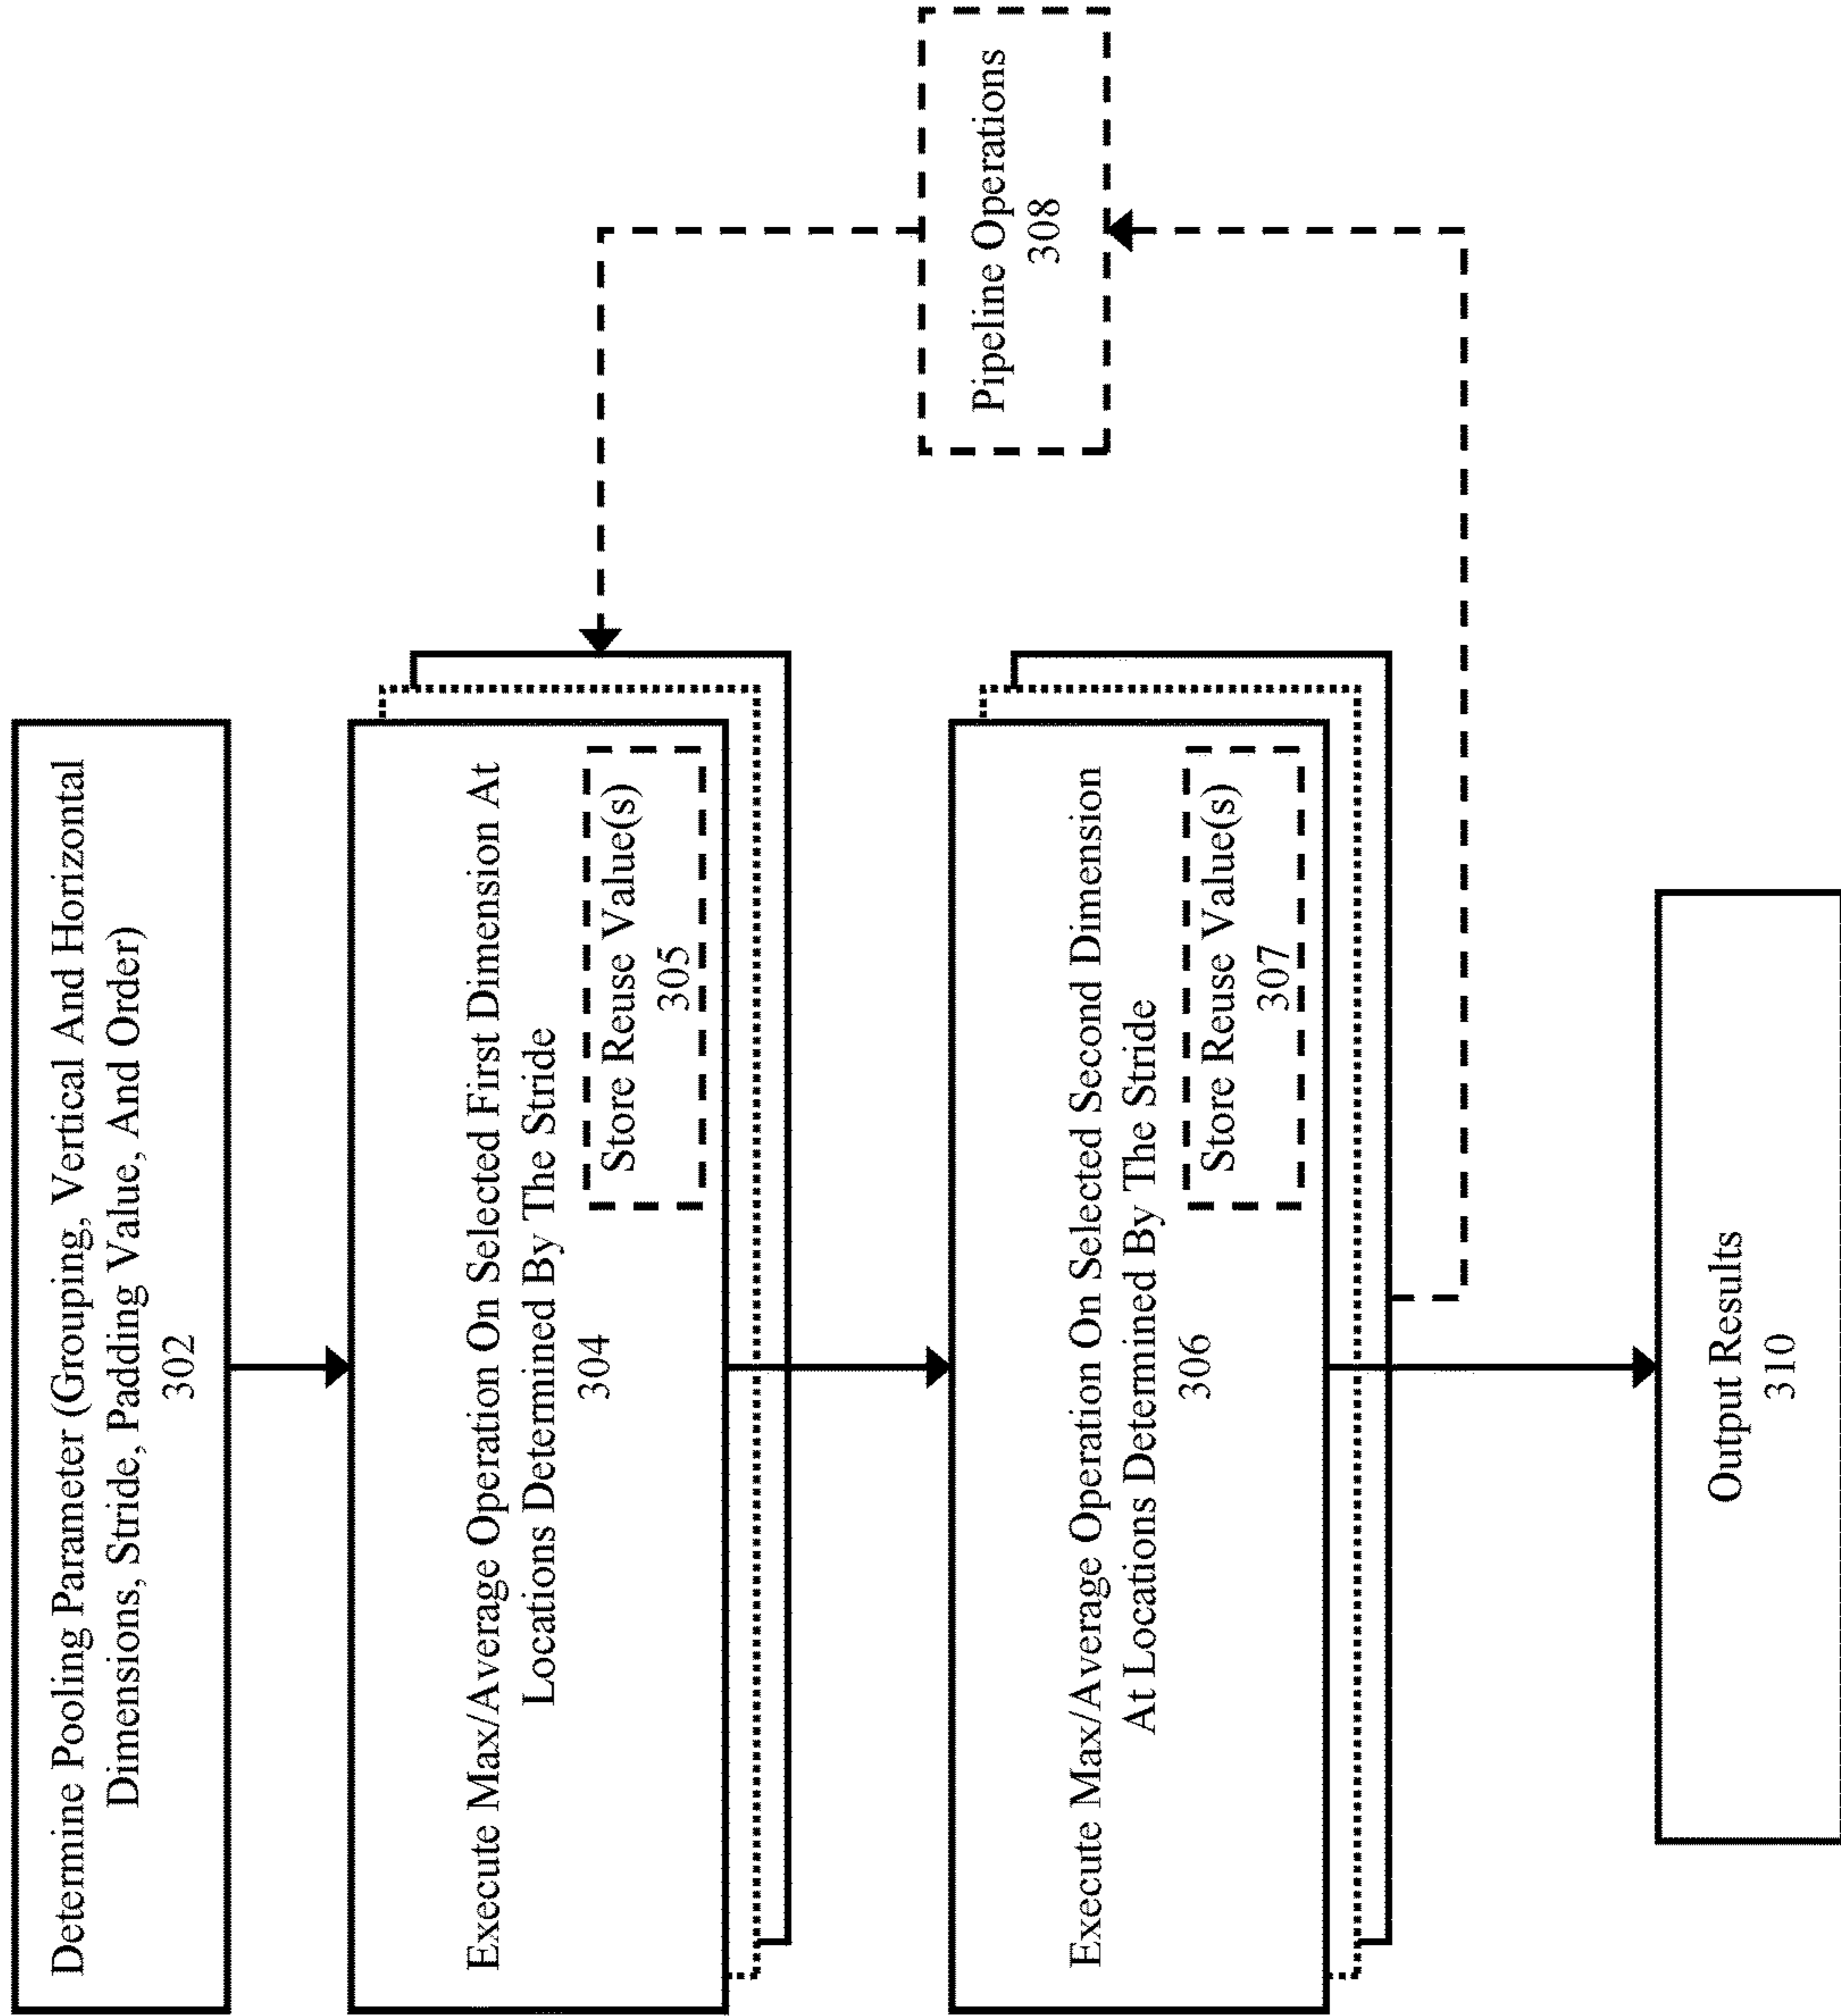 Determine Pooling Parameter (Grouping, Vertical And Horizontal
Dimensions, Stride, Padding Value, And Order)
302
Execute Max/Average Operation On Selected First Dimension At
Locations Determined By The Stride
304
Store Reuse Value(s)
305
Execute Max/Average Operation On Selected Second Dimension
At Locations Determined By The Stride
306
Store Reuse Value(s)
307
Pipeline Operations
308
Output Results
310